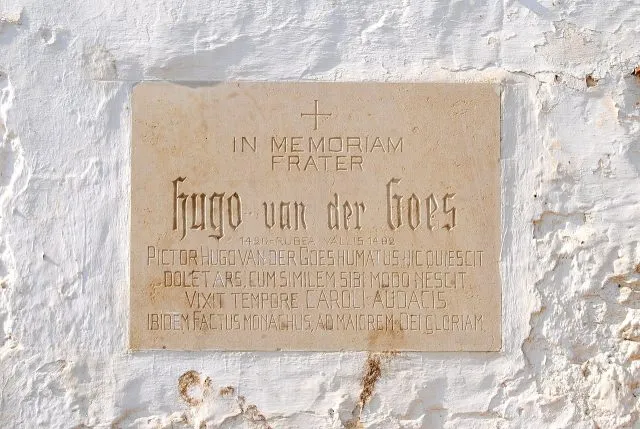 IN MEMORIAM
FRATER
Hugo van der Goes
RUBEA VALLIS 1482
PICTOR HUGO VAN DER GOES HUMATUS HIC QUIESCIT
DOLET ARS, CUM SIMILEM SIBI MODO NESCIT
VIXIT TEMPORE CAROLI AUDACIS
IBIDEM FACTUS MONACHUS, AD MAIOREM DEI GLORIAM